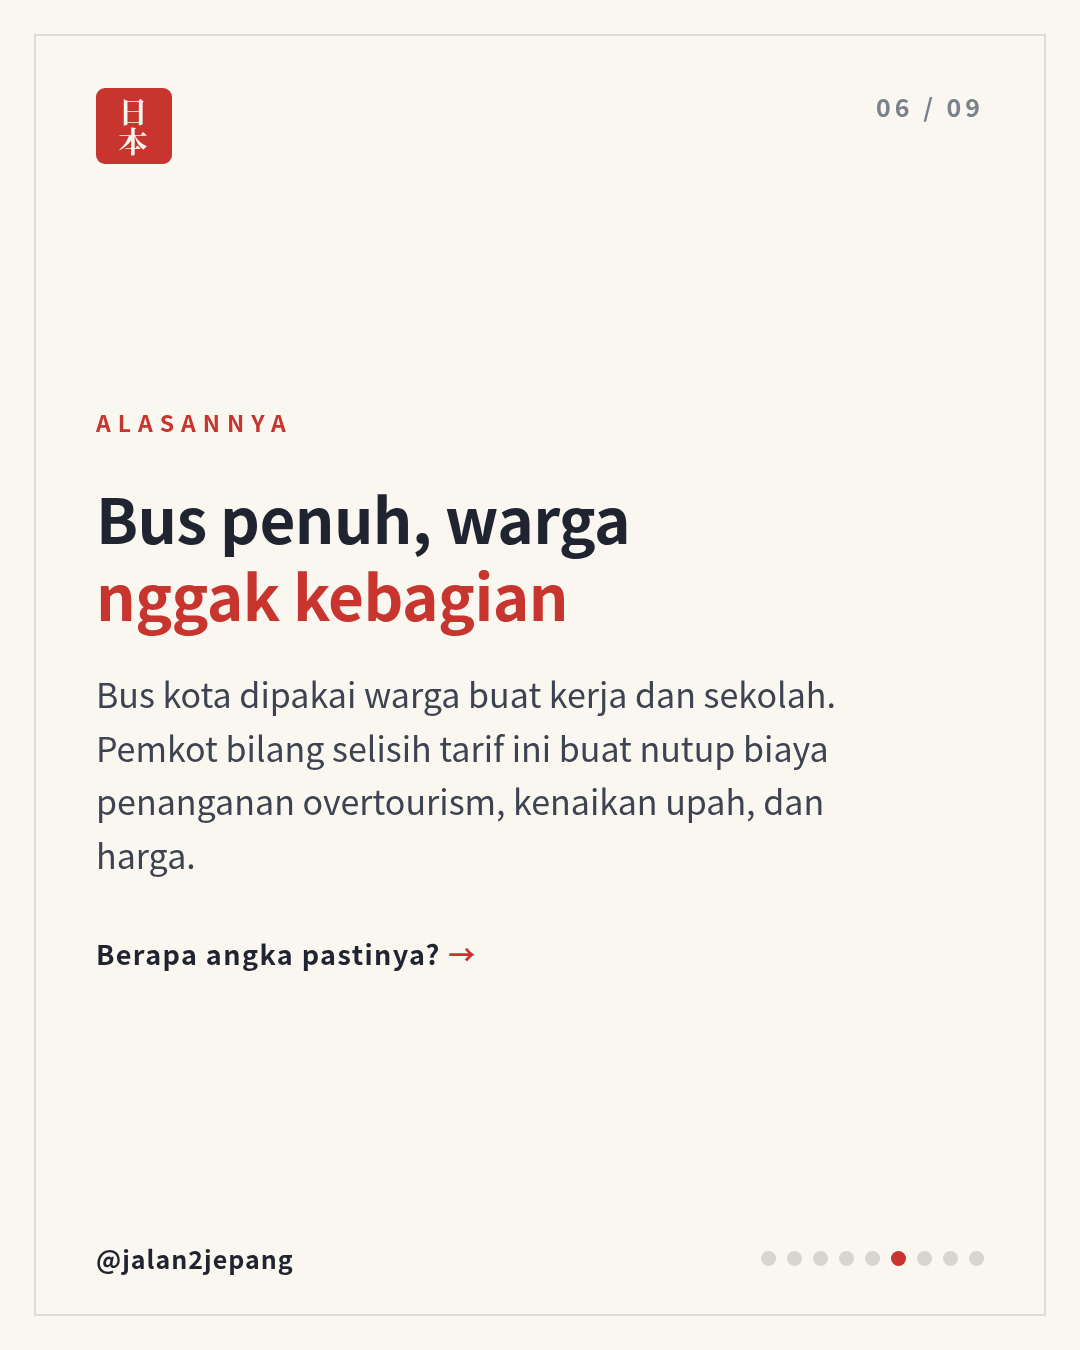 日本
06 / 09
ALASANNYA
Bus penuh, warga
nggak kebagian
Bus kota dipakai warga buat kerja dan sekolah.
Pemkot bilang selisih tarif ini buat nutup biaya
penanganan overtourism, kenaikan upah, dan
harga.
Berapa angka pastinya? →
@jalan2jepang